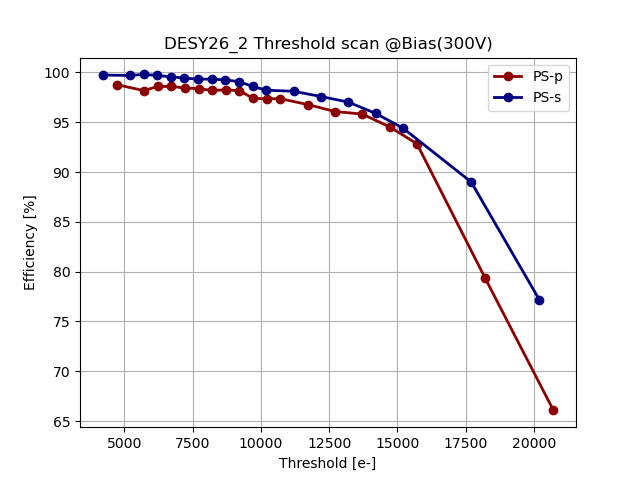 DESY26_2 Threshold scan @Bias(300V)
PS-p
PS-s
Efficiency [%]
100
95
90
85
80
75
70
65
5000 7500 10000 12500 15000 17500 20000
Threshold [e-]